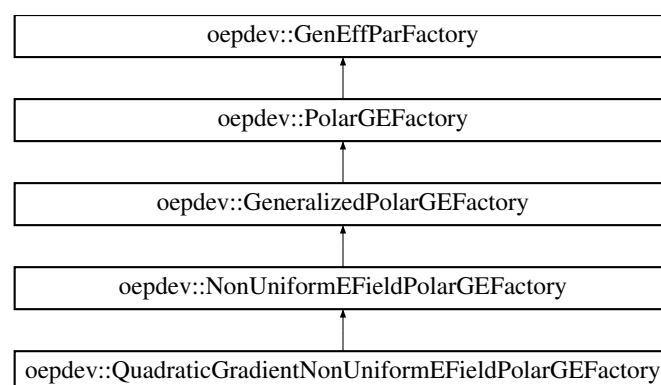 oepdev::GenEffParFactory
oepdev::PolarGEFactory
oepdev::GeneralizedPolarGEFactory
oepdev::NonUniformEFieldPolarGEFactory
oepdev::QuadraticGradientNonUniformEFieldPolarGEFactory